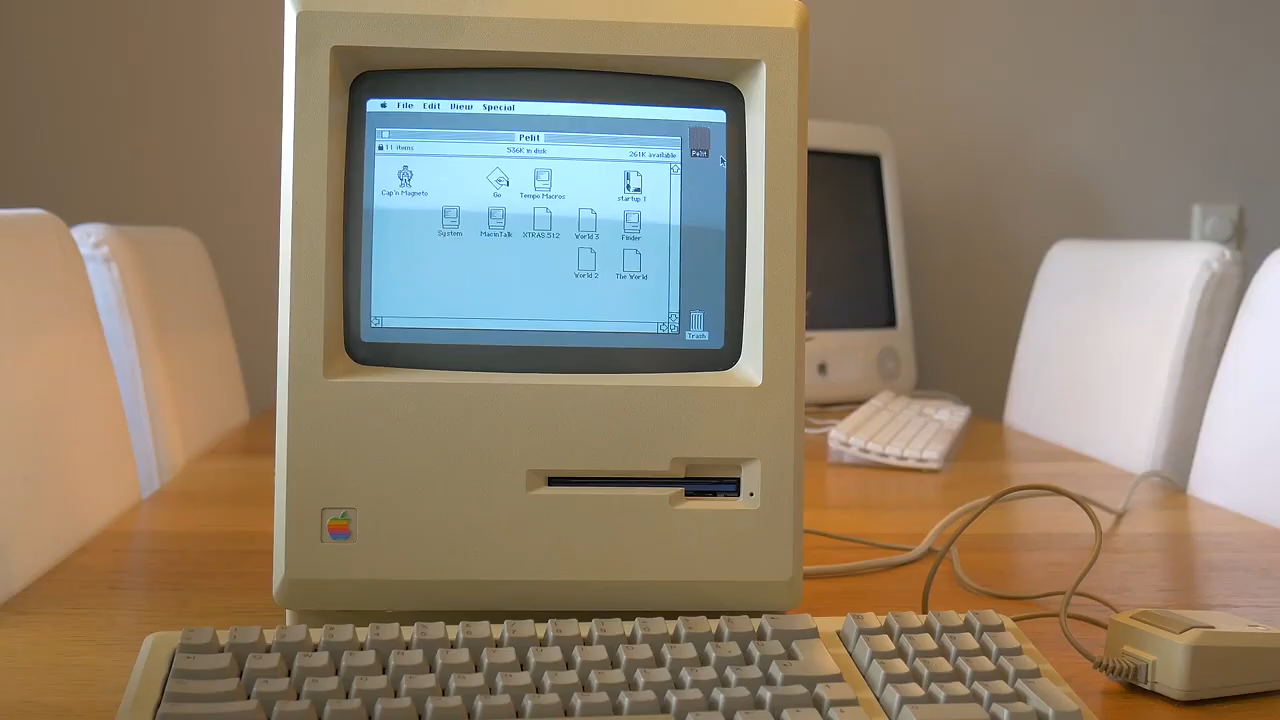 File Edit View Special
Pelit
11 items 536K in disk 261K available
Pelit
Cap'n Magneto Go Tempo Macros startup 1
System MacinTalk XTRAS.512 World 3 Finder
World 2 The World
Trash